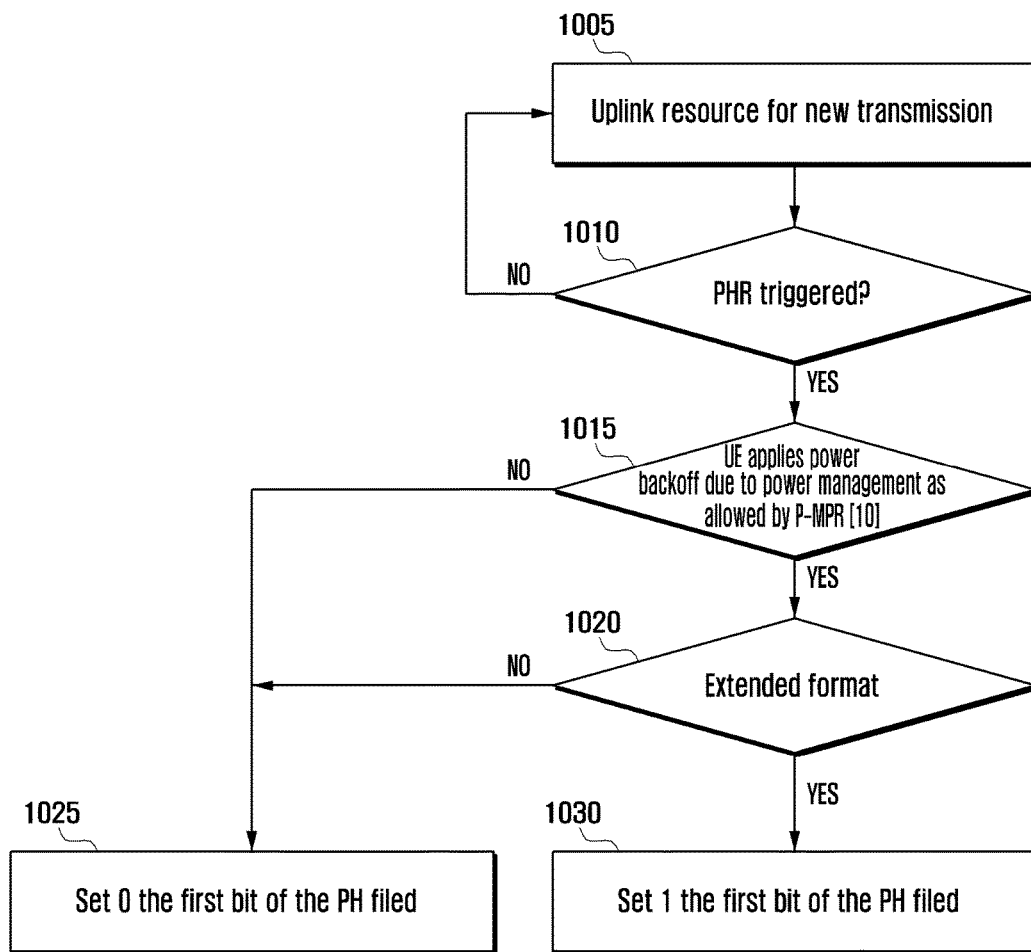 1005
Uplink resource for new transmission
1010
NO
PHR triggered?
YES
1015
NO
UE applies power
backoff due to power management as
allowed by P-MPR [10]
YES
1020
NO
Extended format
YES
1025
1030
Set 0 the first bit of the PH filed
Set 1 the first bit of the PH filed